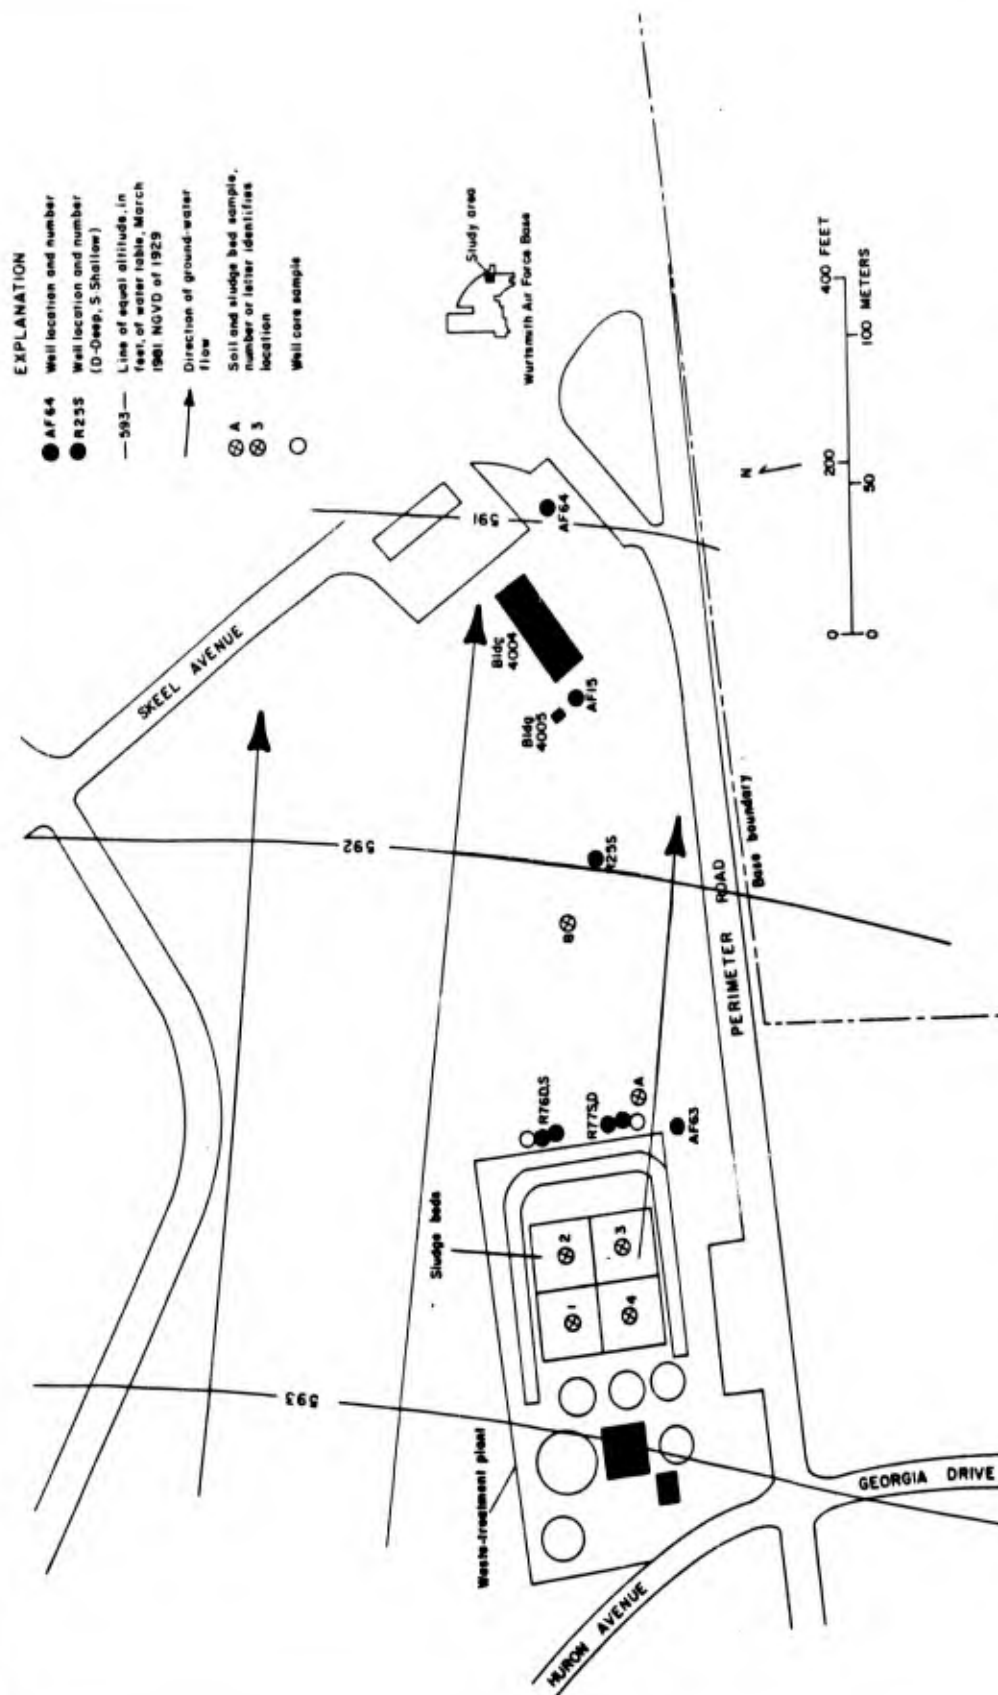 EXPLANATION
AF64 Well location and number
R25S Well location and number
(D-Deep, S Shallow)
—593— Line of equal altitude, in
feet, of water table, March
1981. NGVD of 1929
Direction of ground-water
flow
A Soil and sludge bed sample,
3 number or letter identifies
location
Well core sample
Study area
Wurtsmith Air Force Base
SKEEL AVENUE
591
AF64
Bldg
4004
AF15
Bldg
4005
592
R25S
B
PERIMETER ROAD
Base boundary
N
0 200 400 FEET
0 50 100 METERS
R76D,S
R77S,D
A
AF63
Sludge beds
2
3
1
4
593
Waste-treatment plant
HURON AVENUE
GEORGIA DRIVE